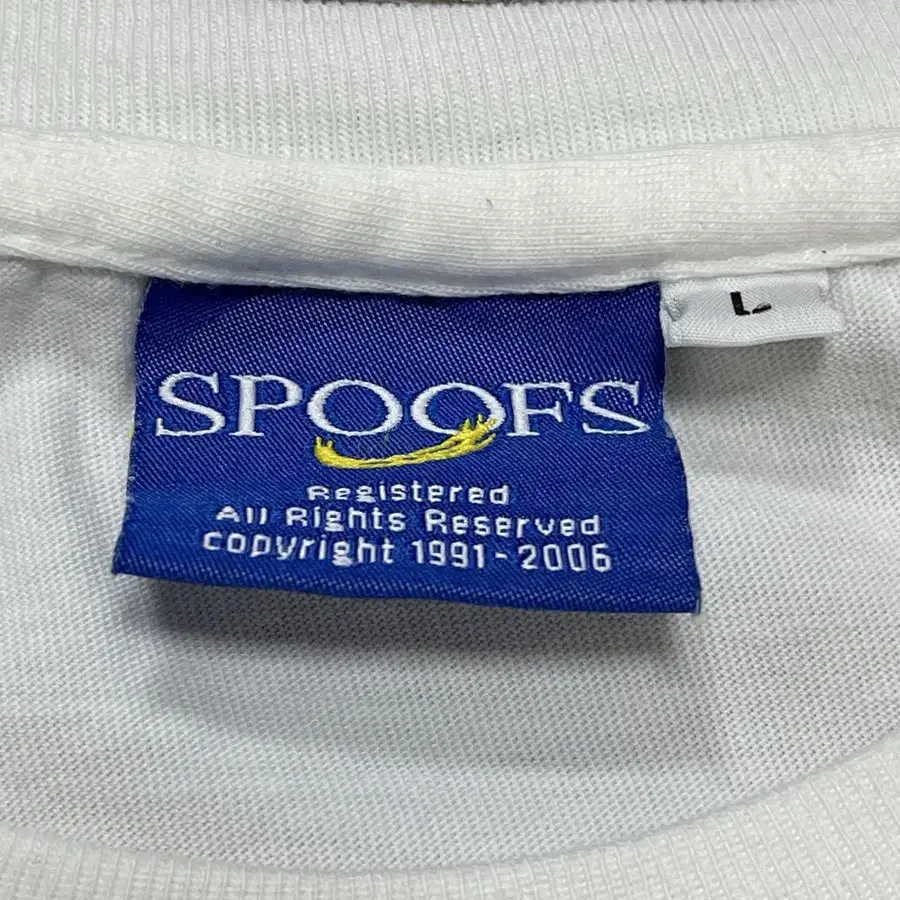 L
SPOOFS
Registered
All Rights Reserved
copyright 1991-2006